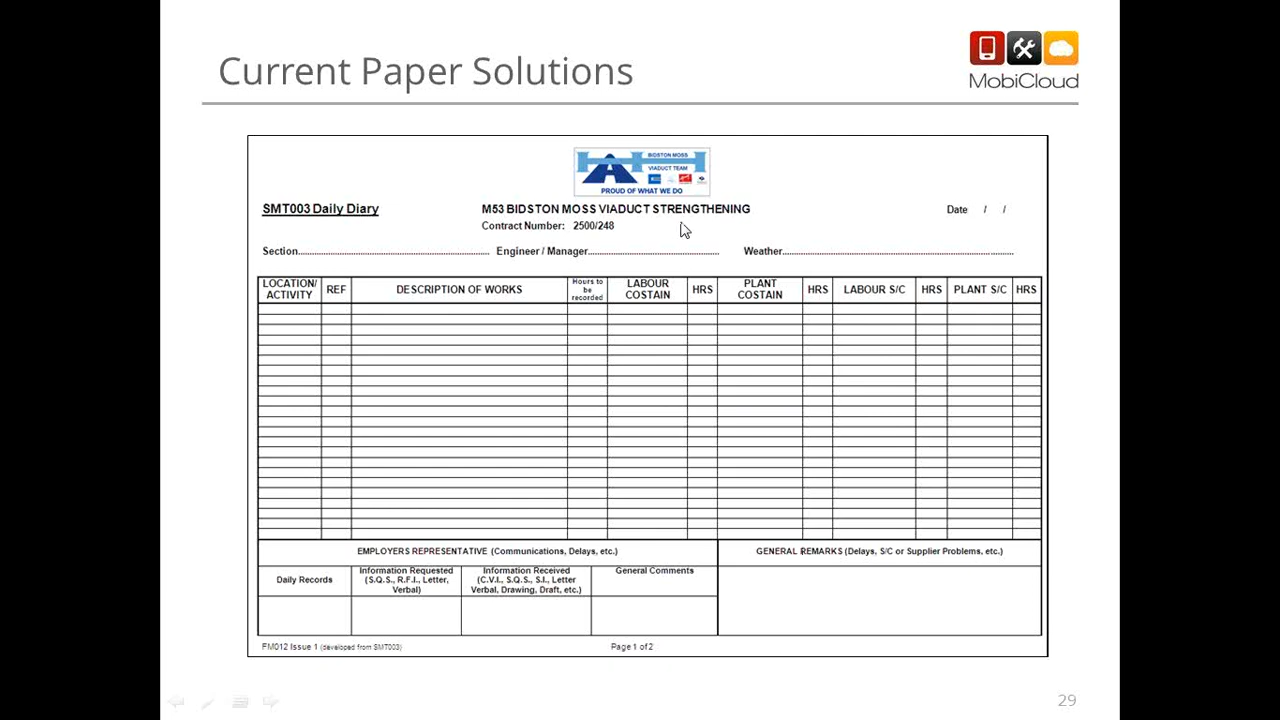 Current Paper Solutions
MobiCloud
BIDSTON MOSS
VIADUCT TEAM
PROUD OF WHAT WE DO
SMT003 Daily Diary
M53 BIDSTON MOSS VIADUCT STRENGTHENING
Date / /
Contract Number: 2500/248
Section................................................................ Engineer / Manager............................................ Weather.............................................................................
LOCATION/ ACTIVITY
REF
DESCRIPTION OF WORKS
Hours to be recorded
LABOUR COSTAIN
HRS
PLANT COSTAIN
HRS
LABOUR S/C
HRS
PLANT S/C
HRS
EMPLOYERS REPRESENTATIVE (Communications, Delays, etc.)
GENERAL REMARKS (Delays, S/C or Supplier Problems, etc.)
Daily Records
Information Requested
(S.Q.S., R.F.I., Letter,
Verbal)
Information Received
(C.V.I., S.Q.S., S.I., Letter
Verbal, Drawing, Draft, etc.)
General Comments
FM012 Issue 1 (developed from SMT003)
Page 1 of 2
29